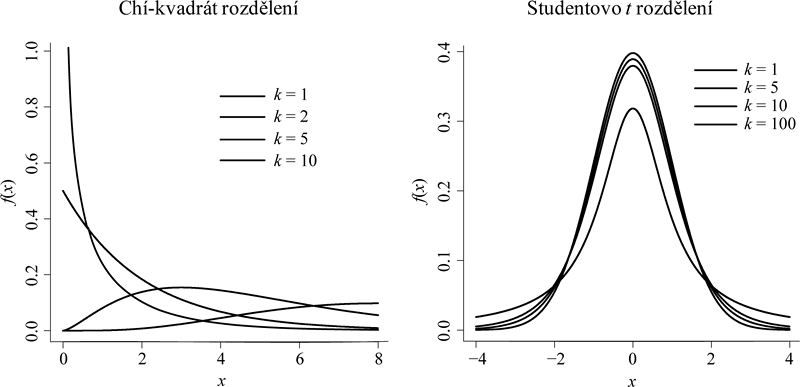 Chí-kvadrát rozdělení
1.0
0.8
0.6
0.4
0.2
0.0
f(x)
k = 1
k = 2
k = 5
k = 10
0 2 4 6 8
x
Studentovo t rozdělení
0.4
0.3
0.2
0.1
0.0
f(x)
k = 1
k = 5
k = 10
k = 100
−4 −2 0 2 4
x